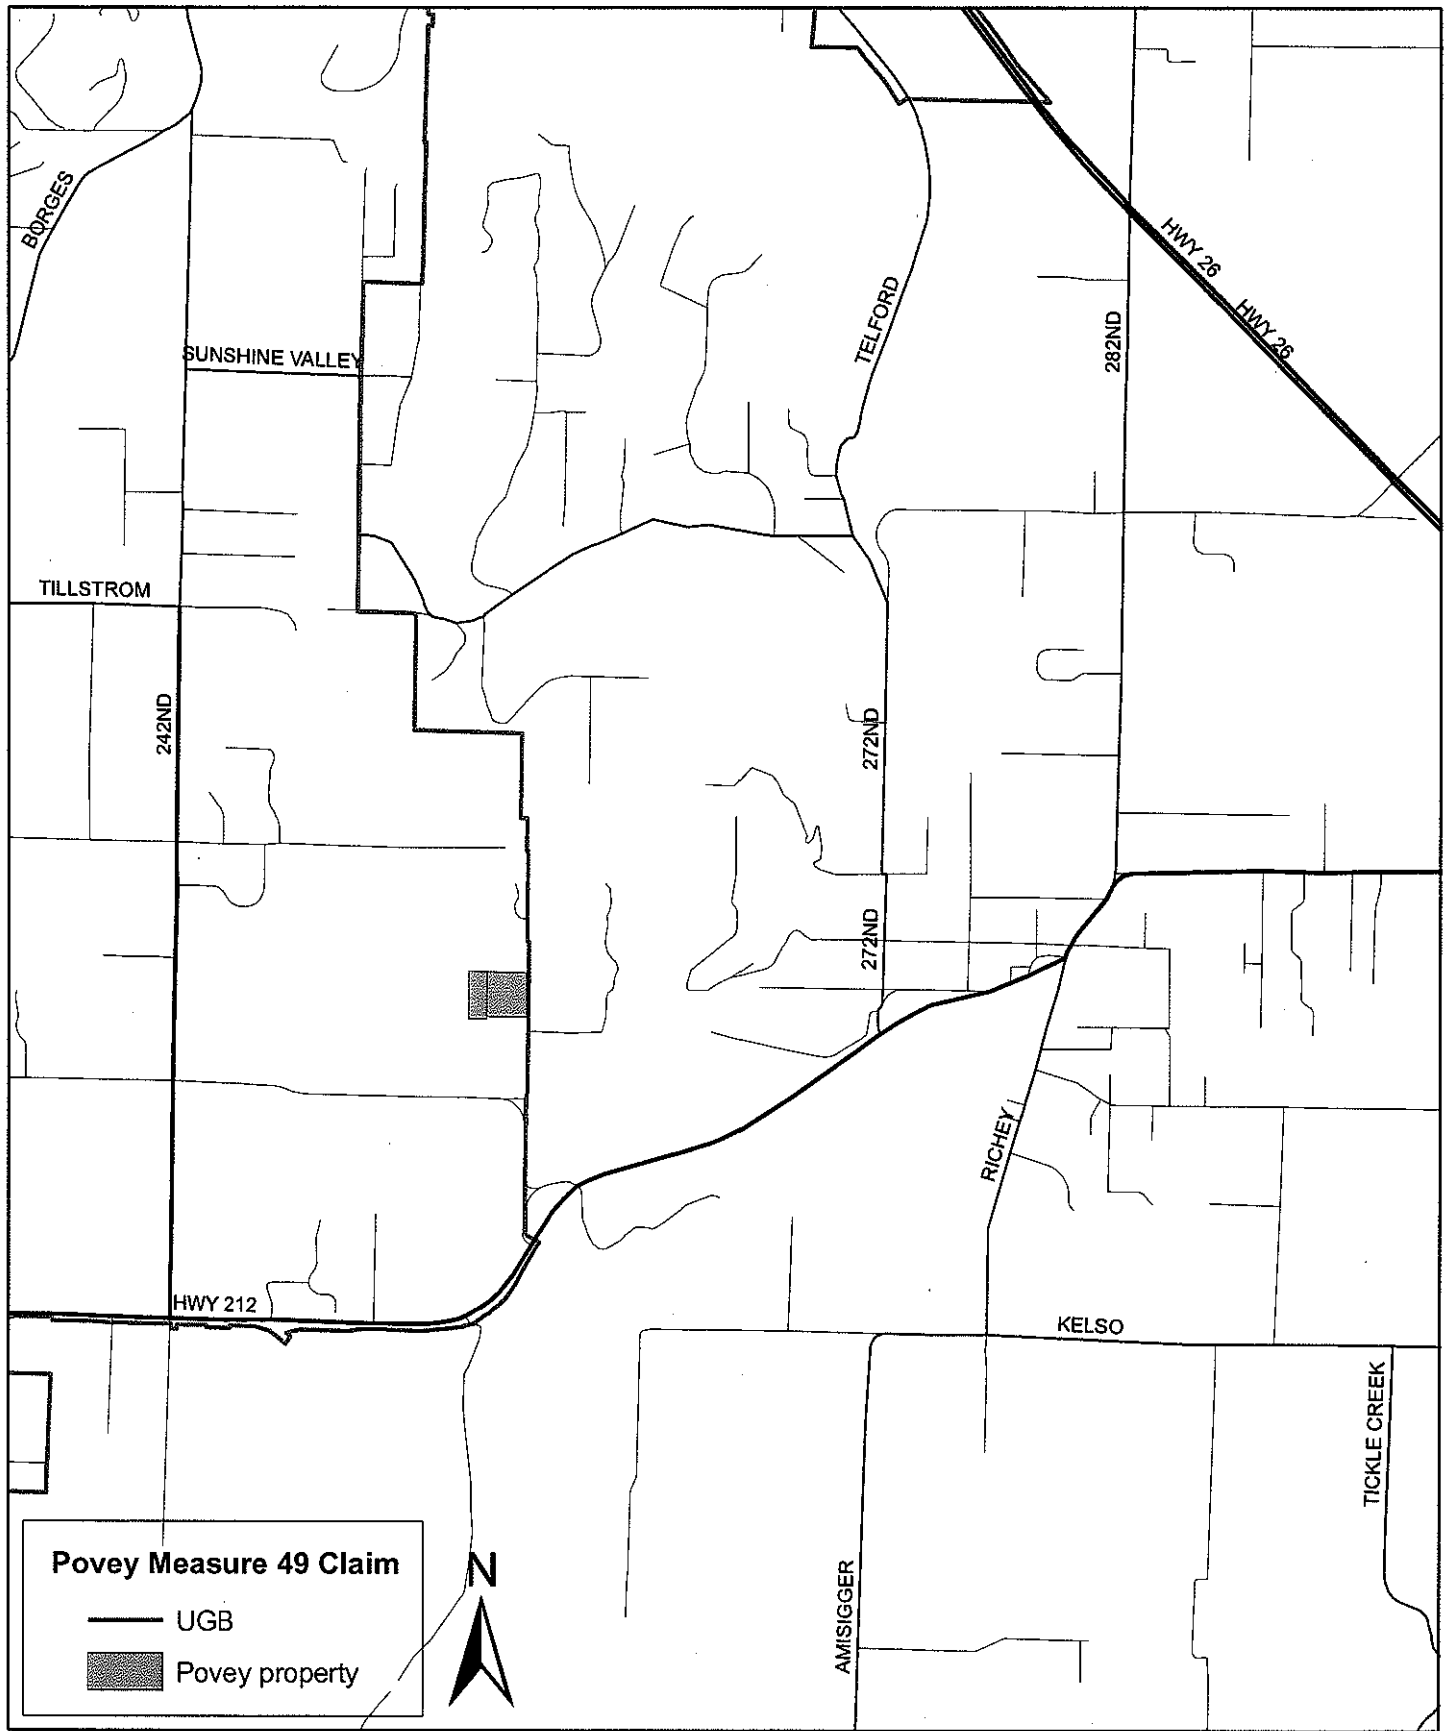 BORGES
HWY 26
HWY 26
TELFORD
282ND
SUNSHINE VALLEY
TILLSTROM
242ND
272ND
272ND
RICHEY
HWY 212
KELSO
TICKLE CREEK
AMISIGGER
Povey Measure 49 Claim
UGB
Povey property
N